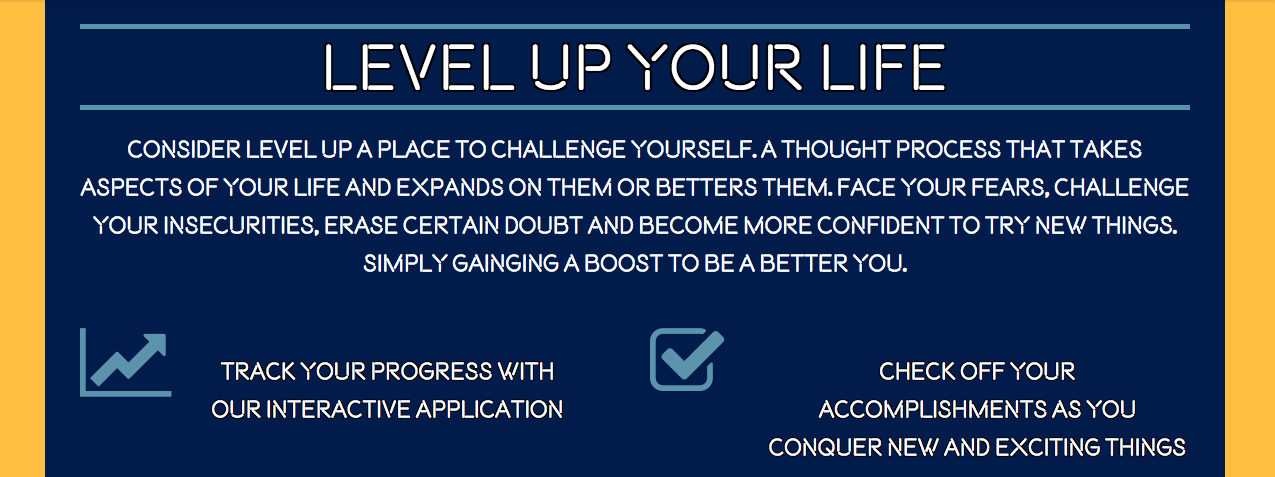 LEVEL UP YOUR LIFE
CONSIDER LEVEL UP A PLACE TO CHALLENGE YOURSELF. A THOUGHT PROCESS THAT TAKES
ASPECTS OF YOUR LIFE AND EXPANDS ON THEM OR BETTERS THEM. FACE YOUR FEARS, CHALLENGE
YOUR INSECURITIES, ERASE CERTAIN DOUBT AND BECOME MORE CONFIDENT TO TRY NEW THINGS.
SIMPLY GAINGING A BOOST TO BE A BETTER YOU.
TRACK YOUR PROGRESS WITH
OUR INTERACTIVE APPLICATION
CHECK OFF YOUR
ACCOMPLISHMENTS AS YOU
CONQUER NEW AND EXCITING THINGS